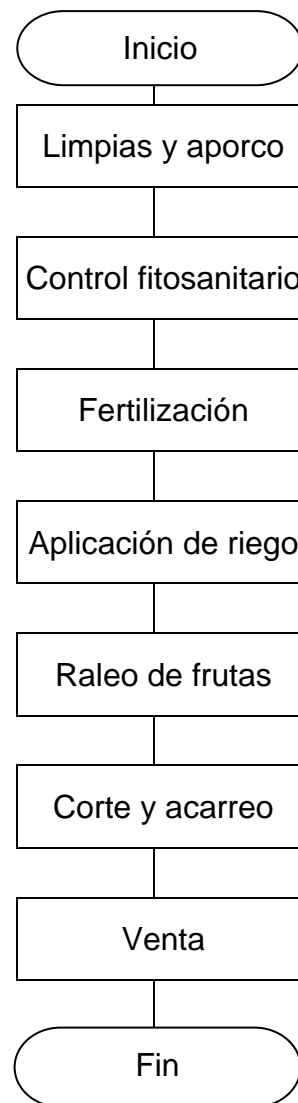 Inicio
Limpias y aporco
Control fitosanitario
Fertilización
Aplicación de riego
Raleo de frutas
Corte y acarreo
Venta
Fin